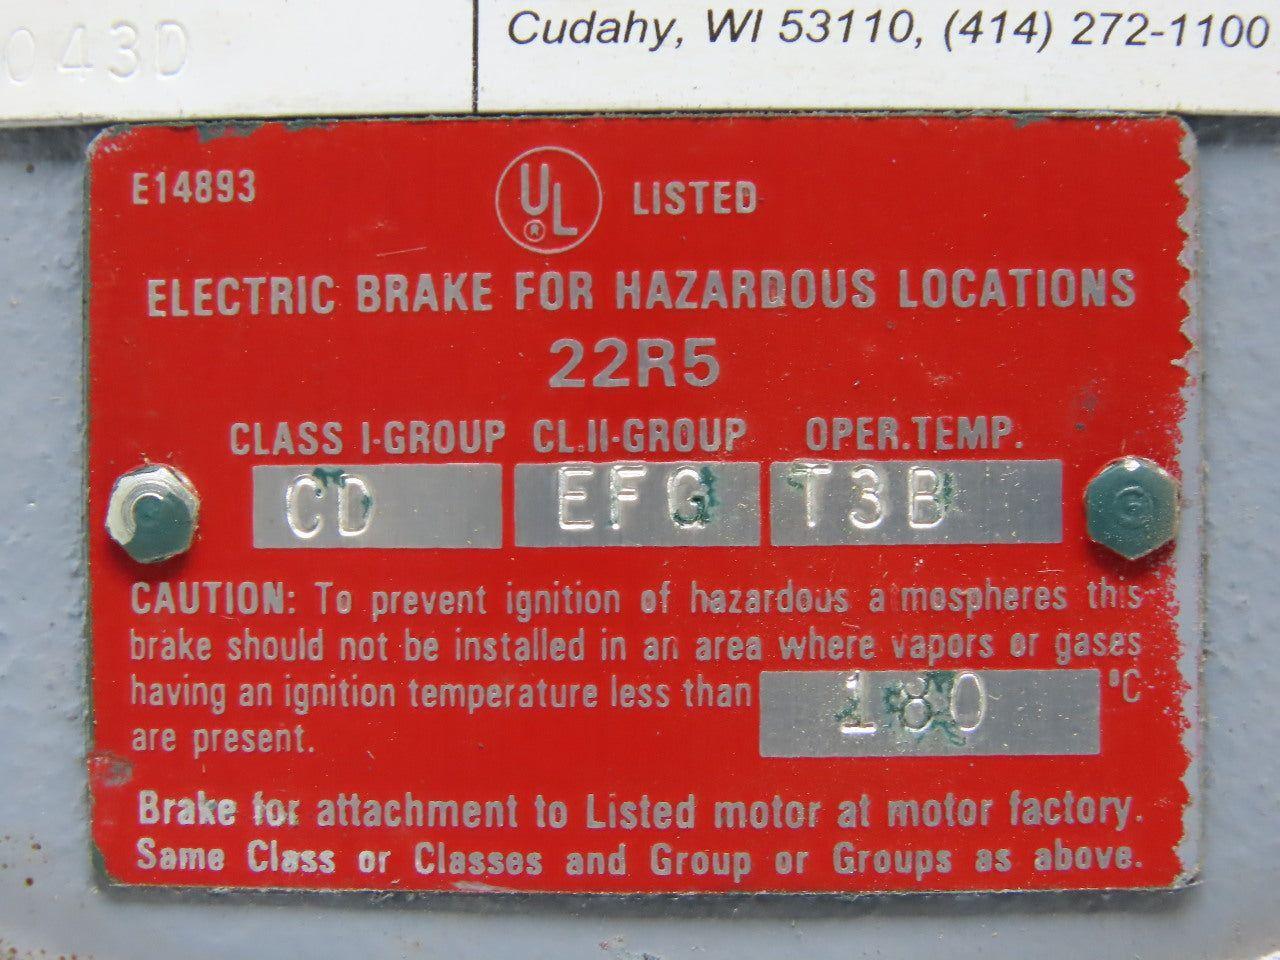 043D
Cudahy, WI 53110, (414) 272-1100
E14893 UL ® LISTED
ELECTRIC BRAKE FOR HAZARDOUS LOCATIONS
22R5
CLASS I-GROUP CL.II-GROUP OPER.TEMP.
CD EFG T3B
CAUTION: To prevent ignition of hazardous a mospheres this
brake should not be installed in an area where vapors or gases
having an ignition temperature less than 180 °C
are present.
Brake for attachment to Listed motor at motor factory.
Same Class or Classes and Group or Groups as above.